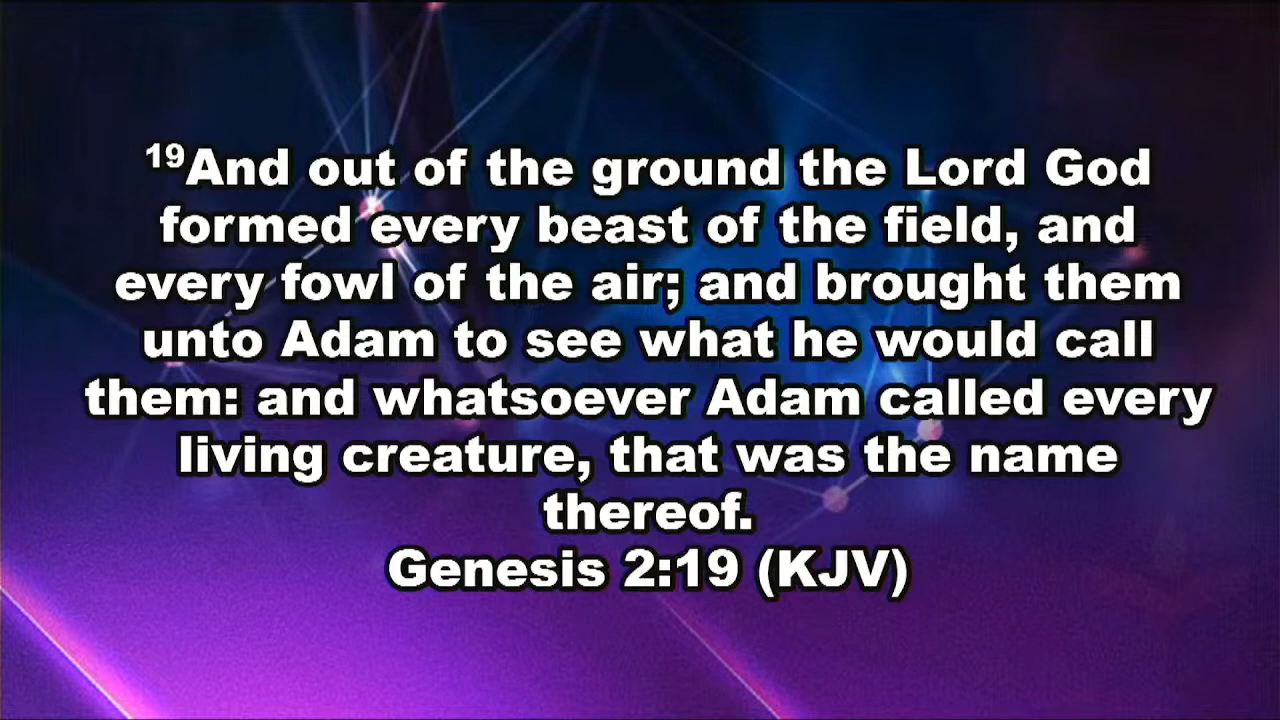 ¹⁹And out of the ground the Lord God
formed every beast of the field, and
every fowl of the air; and brought them
unto Adam to see what he would call
them: and whatsoever Adam called every
living creature, that was the name
thereof.
Genesis 2:19 (KJV)